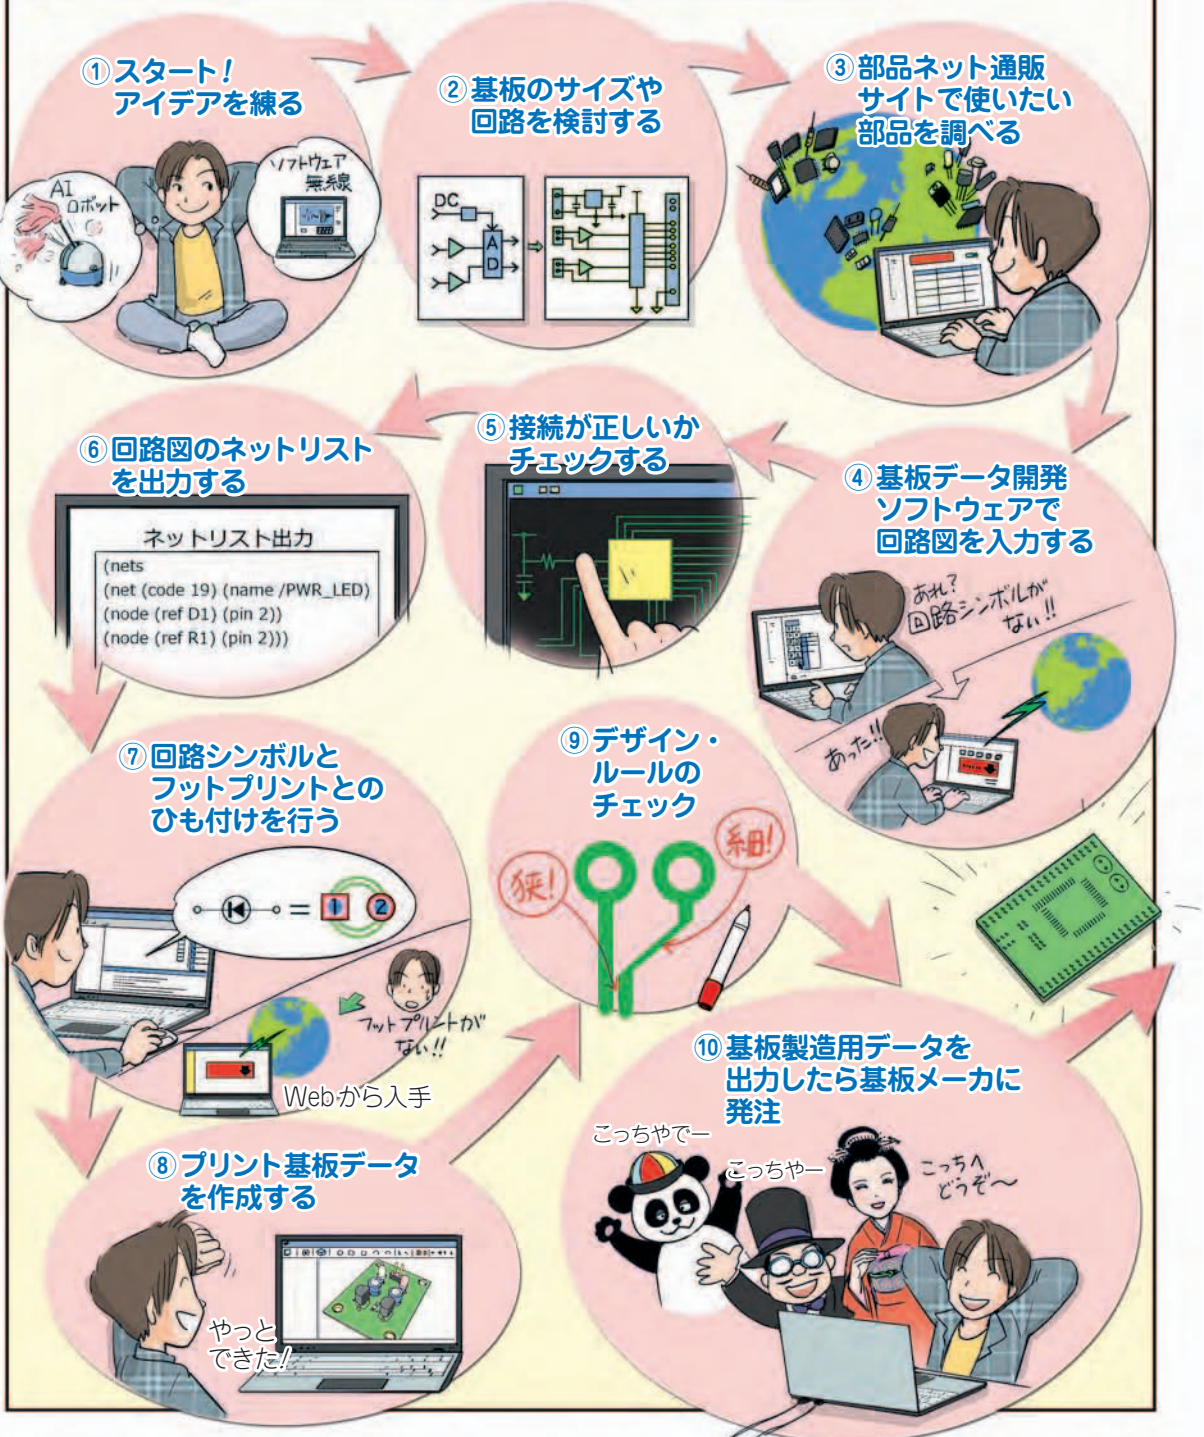 ①スタート!
アイデアを練る
AI
ロボット
ソフトウェア
無線
②基板のサイズや
回路を検討する
DC
A
D
③部品ネット通販
サイトで使いたい
部品を調べる
④基板データ開発
ソフトウェアで
回路図を入力する
あれ?
回路シンボルが
ない!!
あった!!
⑤接続が正しいか
チェックする
⑥回路図のネットリスト
を出力する
ネットリスト出力
(nets
(net (code 19) (name /PWR_LED)
(node (ref D1) (pin 2))
(node (ref R1) (pin 2)))
⑦回路シンボルと
フットプリントとの
ひも付けを行う
= 1 2
フットプリントが
ない!!
Webから入手
⑧プリント基板データ
を作成する
やっと
できた!
⑨デザイン・
ルールの
チェック
狭!
細!
⑩基板製造用データを
出力したら基板メーカに
発注
こっちやでー
こっちやー
こっちへ
どうぞ〜